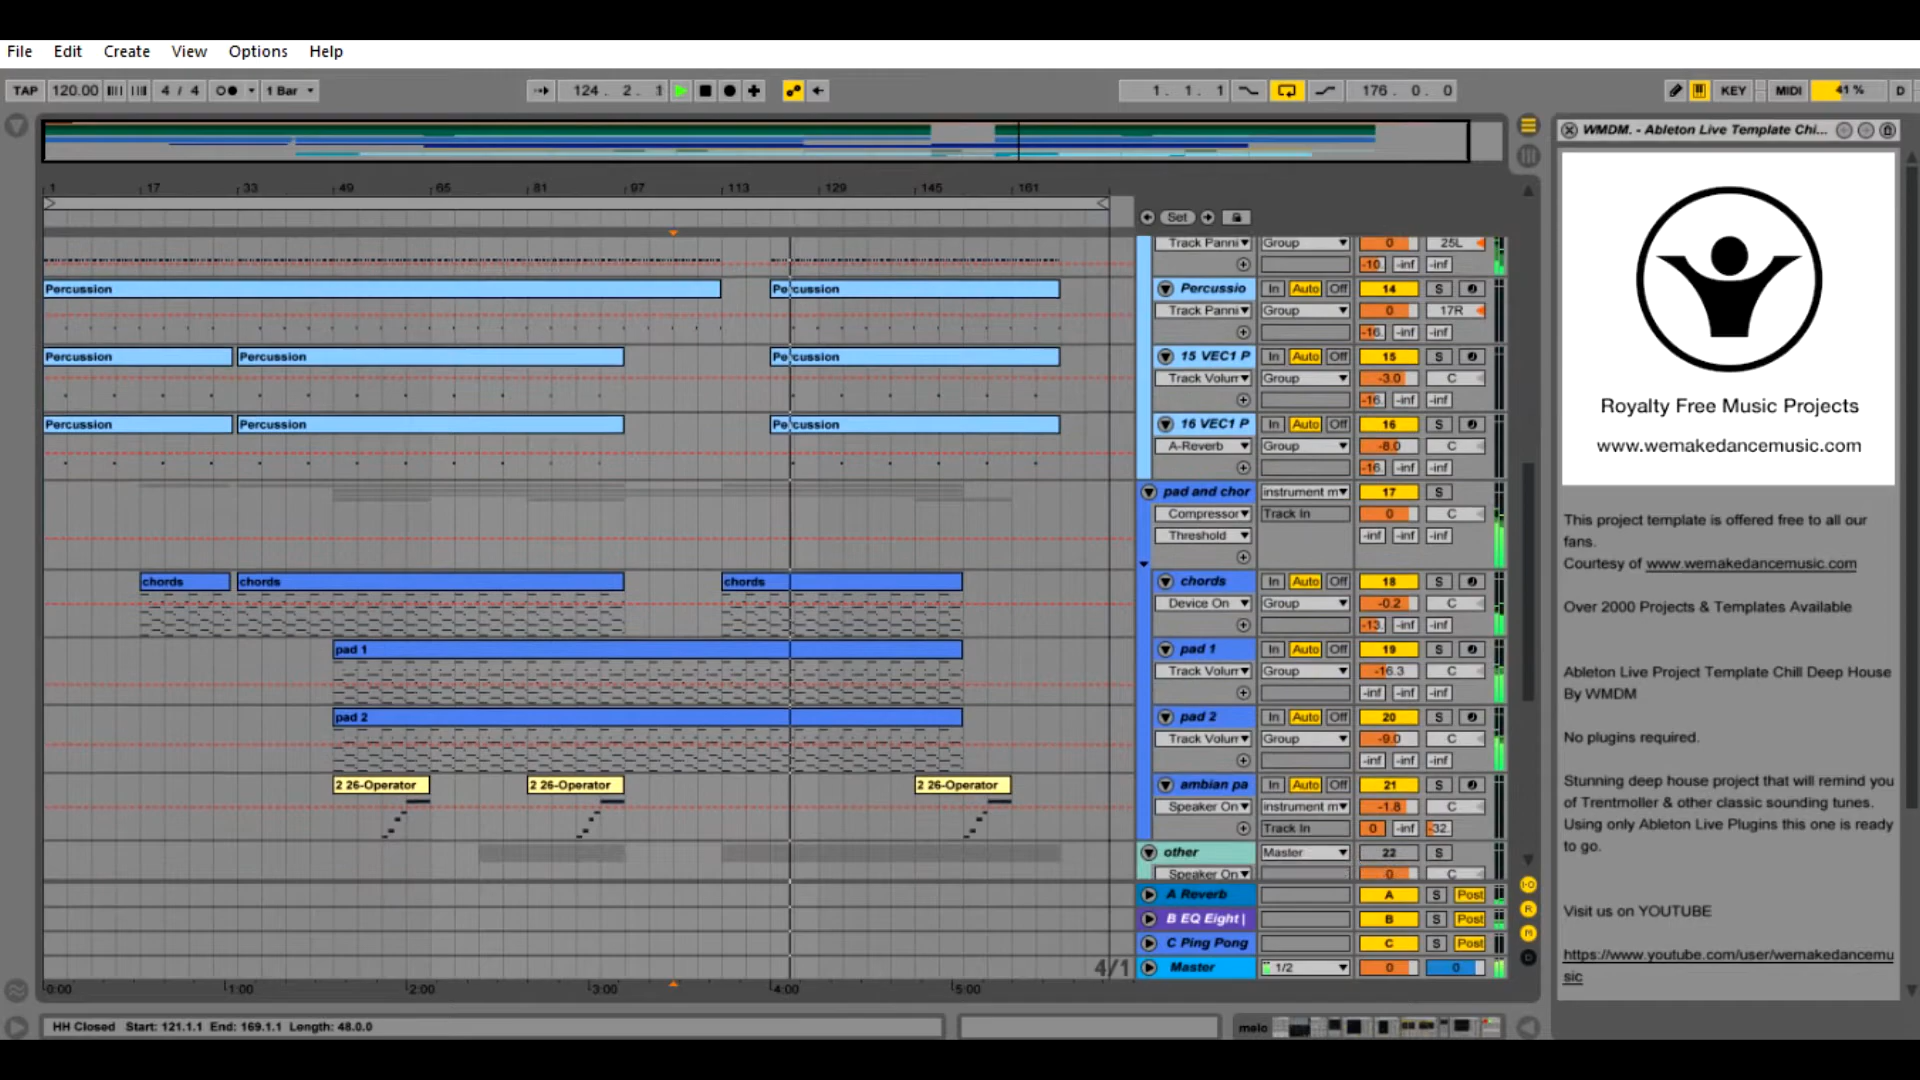 File Edit Create View Options Help
TAP 120.00 4 / 4 1 Bar 124. 2. 1 1. 1. 1 176. 0. 0 KEY MIDI 41 % D
WMDM. - Ableton Live Template Chi...
1 17 33 49 65 81 97 113 129 145 161
Set
Track Panni Group 0 25L
-10. -inf -inf
Percussion Percussion Percussio In Auto Off 14 S
Track Panni Group 0 17R
-16. -inf -inf
Percussion Percussion Percussion 15 VEC1 P In Auto Off 15 S
Track Volum Group -3.0 C
-16. -inf -inf
Percussion Percussion Percussion 16 VEC1 P In Auto Off 16 S
A-Reverb Group -8.0 C
-16. -inf -inf
pad and chor instrument m 17 S
Compressor Track In 0 C
Threshold -inf -inf -inf
chords chords chords chords In Auto Off 18 S
Device On Group -0.2 C
-13. -inf -inf
pad 1 pad 1 In Auto Off 19 S
Track Volum Group -16.3 C
-inf -inf -inf
pad 2 pad 2 In Auto Off 20 S
Track Volum Group -9.0 C
-inf -inf -inf
2 26-Operator 2 26-Operator 2 26-Operator ambian pa In Auto Off 21 S
Speaker On instrument m -1.8 C
Track In 0 -inf -32.
other Master 22 S
Speaker On 0 C
A Reverb A S Post
B EQ Eight | B S Post
C Ping Pong C S Post
4/1 Master 1/2 0 0
0:00 1:00 2:00 3:00 4:00 5:00
HH Closed Start: 121.1.1 End: 169.1.1 Length: 48.0.0
melo
Royalty Free Music Projects
www.wemakedancemusic.com
This project template is offered free to all our
fans.
Courtesy of www.wemakedancemusic.com
Over 2000 Projects & Templates Available
Ableton Live Project Template Chill Deep House
By WMDM
No plugins required.
Stunning deep house project that will remind you
of Trentmoller & other classic sounding tunes.
Using only Ableton Live Plugins this one is ready
to go.
Visit us on YOUTUBE
https://www.youtube.com/user/wemakedancemu
sic